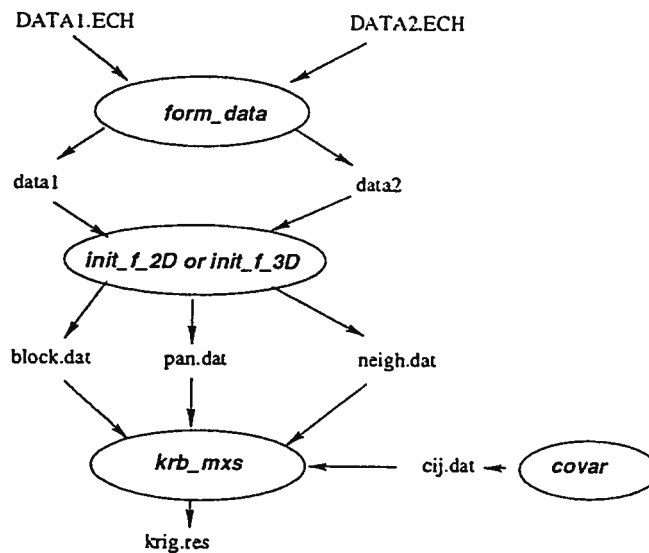 DATA1.ECH
DATA2.ECH
form_data
data1
data2
init_f_2D or init_f_3D
block.dat
pan.dat
neigh.dat
krb_mxs
cij.dat
covar
krig.res